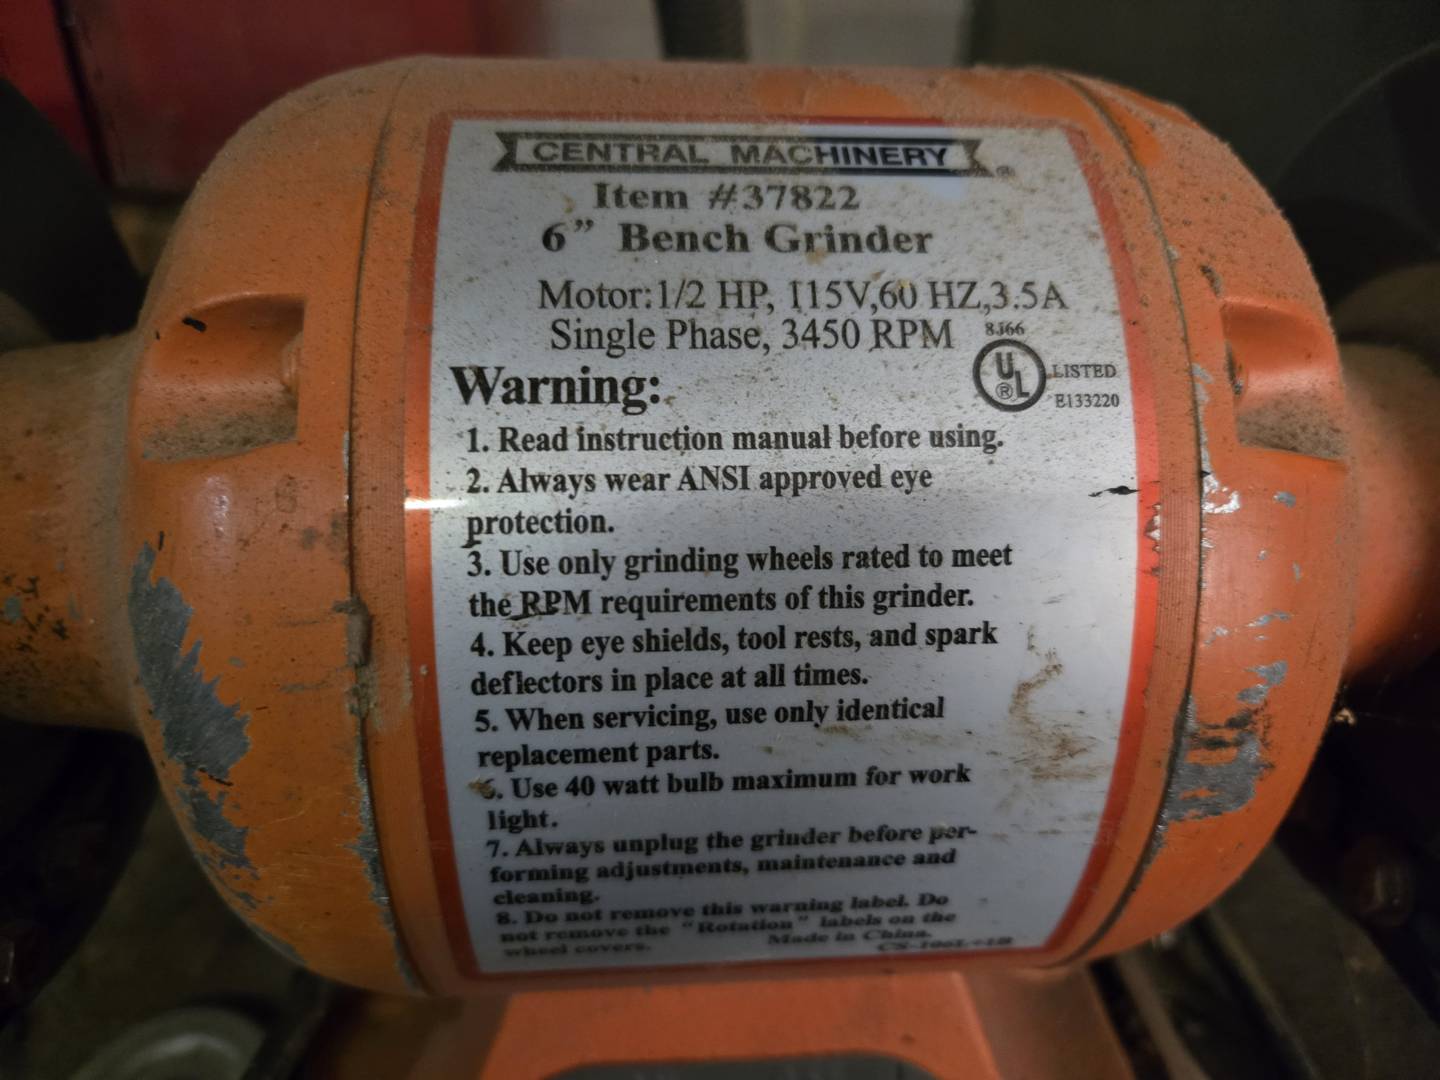 CENTRAL MACHINERY ®
Item #37822
6” Bench Grinder
Motor:1/2 HP, 115V,60 HZ,3.5A
Single Phase, 3450 RPM
8J66
UL ® LISTED
E133220
Warning:
1. Read instruction manual before using.
2. Always wear ANSI approved eye
protection.
3. Use only grinding wheels rated to meet
the RPM requirements of this grinder.
4. Keep eye shields, tool rests, and spark
deflectors in place at all times.
5. When servicing, use only identical
replacement parts.
6. Use 40 watt bulb maximum for work
light.
7. Always unplug the grinder before per-
forming adjustments, maintenance and
cleaning.
8. Do not remove this warning label. Do
not remove the “Rotation” labels on the
wheel covers. Made in China.